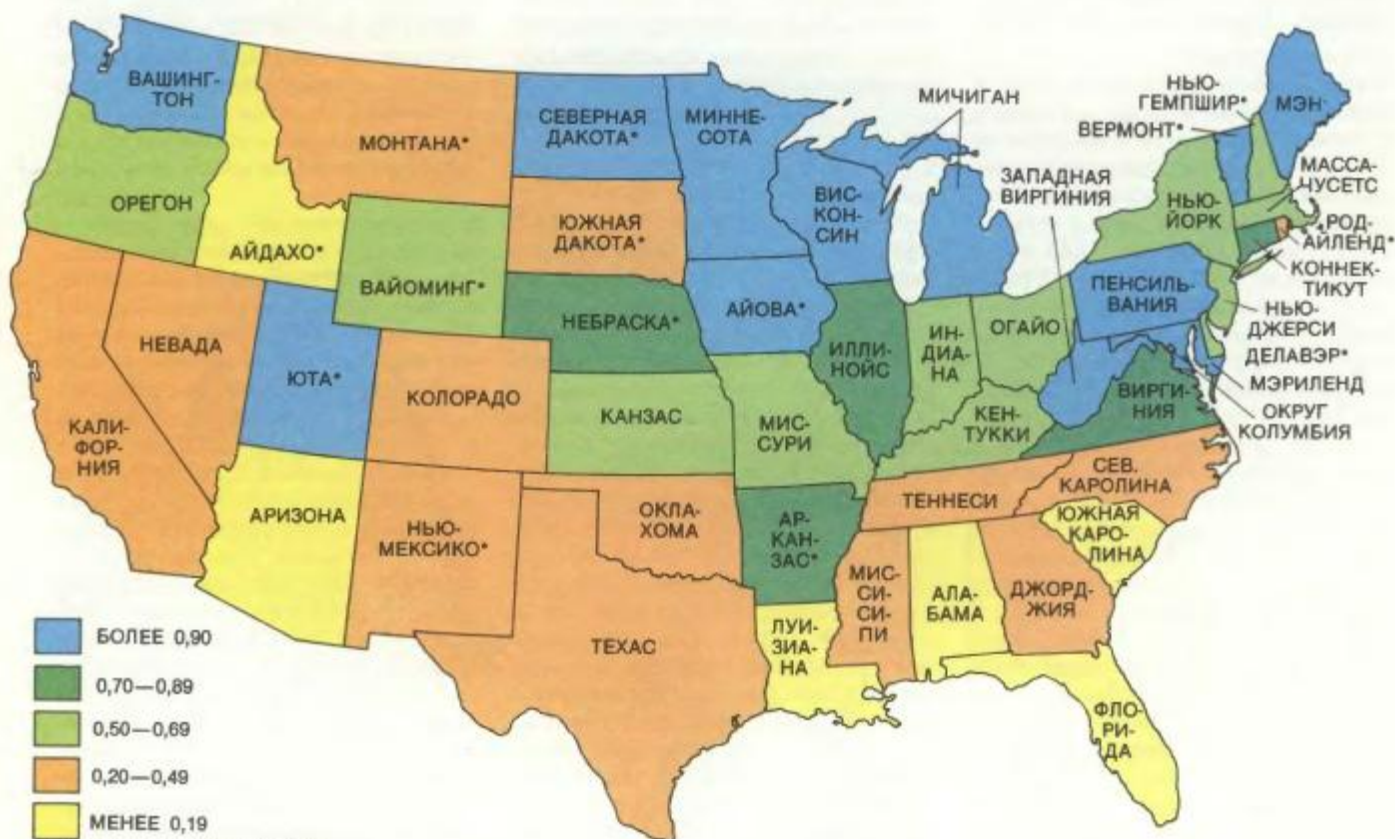 ВАШИНГ-
ТОН
МОНТАНА*
СЕВЕРНАЯ
ДАКОТА*
МИННЕ-
СОТА
МИЧИГАН
НЬЮ-
ГЕМПШИР*
ВЕРМОНТ*
МЭН
ОРЕГОН
АЙДАХО*
ВАЙОМИНГ*
ЮЖНАЯ
ДАКОТА*
ВИС-
КОН-
СИН
ЗАПАДНАЯ
ВИРГИНИЯ
НЬЮ-
ЙОРК
МАССА-
ЧУСЕТС
РОД-
АЙЛЕНД*
КОННЕК-
ТИКУТ
НЕБРАСКА*
АЙОВА*
ПЕНСИЛЬ-
ВАНИЯ
НЬЮ-
ДЖЕРСИ
НЕВАДА
ЮТА*
КОЛОРАДО
КАНЗАС
ИЛЛИ-
НОЙС
ИН-
ДИА-
НА
ОГАЙО
ДЕЛАВЭР*
МЭРИЛЕНД
ОКРУГ
КОЛУМБИЯ
ВИРГИ-
НИЯ
КАЛИ-
ФОР-
НИЯ
МИС-
СУРИ
КЕН-
ТУККИ
АРИЗОНА
НЬЮ-
МЕКСИКО*
ОКЛА-
ХОМА
АР-
КАН-
ЗАС*
ТЕННЕСИ
СЕВ.
КАРОЛИНА
ЮЖНАЯ
КАРО-
ЛИНА
ТЕХАС
ЛУИ-
ЗИА-
НА
МИС-
СИ-
СИ-
ПИ
АЛА-
БАМА
ДЖОРД-
ЖИЯ
ФЛО-
РИ-
ДА
БОЛЕЕ 0,90
0,70—0,89
0,50—0,69
0,20—0,49
МЕНЕЕ 0,19